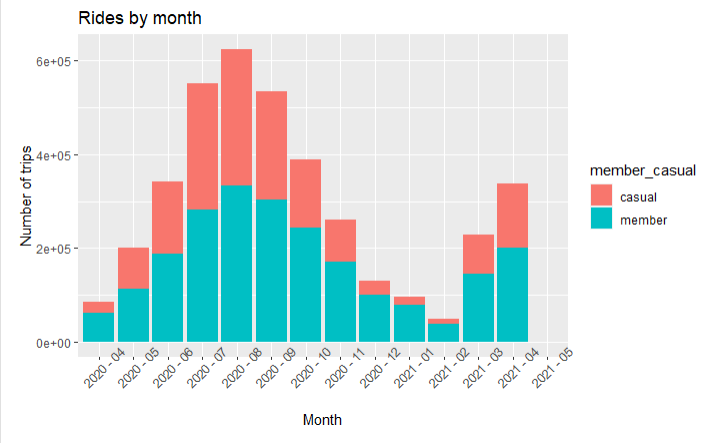 Rides by month
6e+05
4e+05
2e+05
0e+00
Number of trips
2020 - 04
2020 - 05
2020 - 06
2020 - 07
2020 - 08
2020 - 09
2020 - 10
2020 - 11
2020 - 12
2021 - 01
2021 - 02
2021 - 03
2021 - 04
2021 - 05
Month
member_casual
casual
member